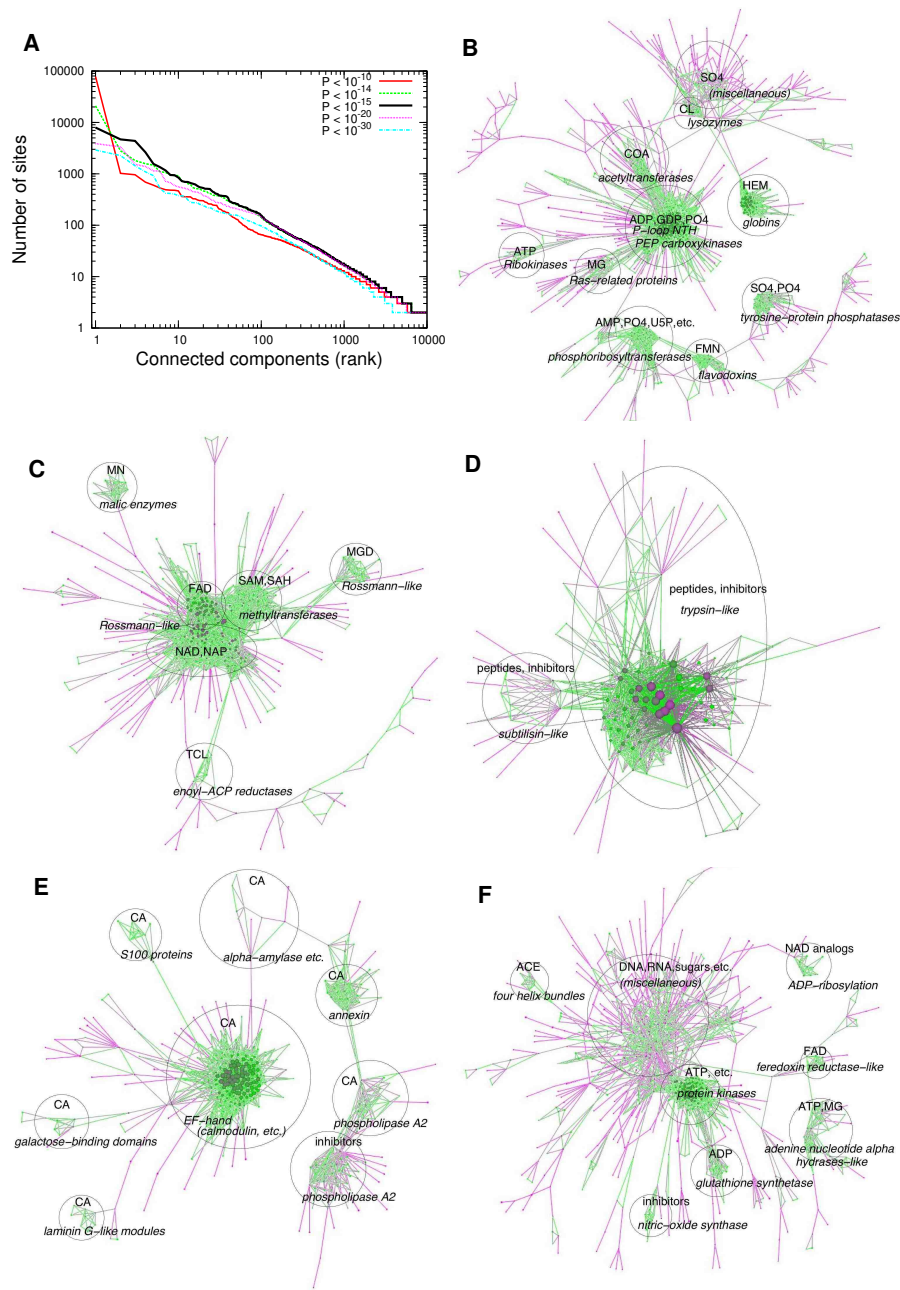 A
100000
10000
1000
100
10
1
Number of sites
P < 10^-10
P < 10^-14
P < 10^-15
P < 10^-20
P < 10^-30
1 10 100 1000 10000
Connected components (rank)
B
SO4
(miscellaneous)
CL
lysozymes
COA
acetyltransferases
HEM
globins
ADP,GDP,PO4
P-loop NTH
PEP carboxykinases
ATP
Ribokinases
MG
Ras-related proteins
SO4,PO4
tyrosine-protein phosphatases
AMP,PO4,U5P,etc.
phosphoribosyltransferases
FMN
flavodoxins
C
MN
malic enzymes
MGD
Rossmann-like
FAD
SAM,SAH
methyltransferases
Rossmann-like
NAD,NAP
TCL
enoyl-ACP reductases
D
peptides, inhibitors
trypsin-like
peptides, inhibitors
subtilisin-like
E
CA
alpha-amylase etc.
CA
S100 proteins
CA
annexin
CA
EF-hand
(calmodulin, etc.)
CA
phospholipase A2
CA
galactose-binding domains
inhibitors
phospholipase A2
CA
laminin G-like modules
F
NAD analogs
ADP-ribosylation
ACE
four helix bundles
DNA,RNA,sugars,etc.
(miscellaneous)
FAD
feredoxin reductase-like
ATP, etc.
protein kinases
ATP,MG
adenine nucleotide alpha
hydrases-like
ADP
glutathione synthetase
inhibitors
nitric-oxide synthase